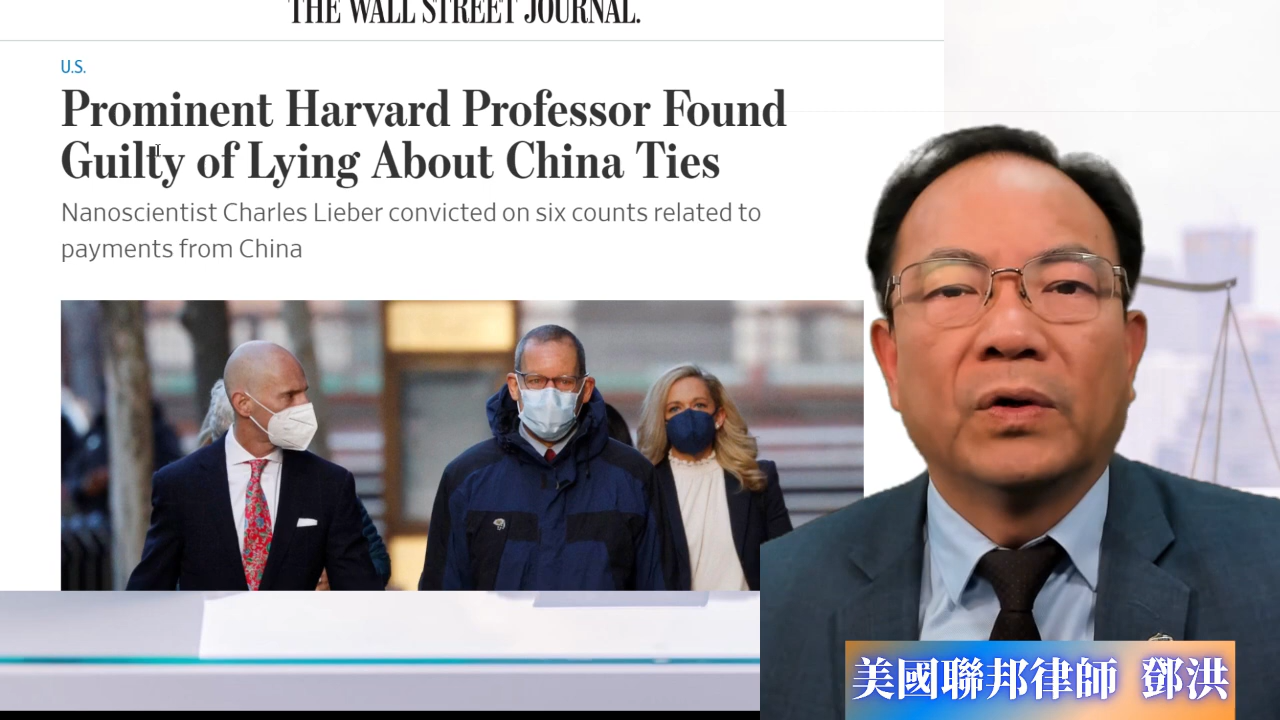 THE WALL STREET JOURNAL.
U.S.
Prominent Harvard Professor Found
Guilty of Lying About China Ties
Nanoscientist Charles Lieber convicted on six counts related to
payments from China
美國聯邦律師 鄧洪